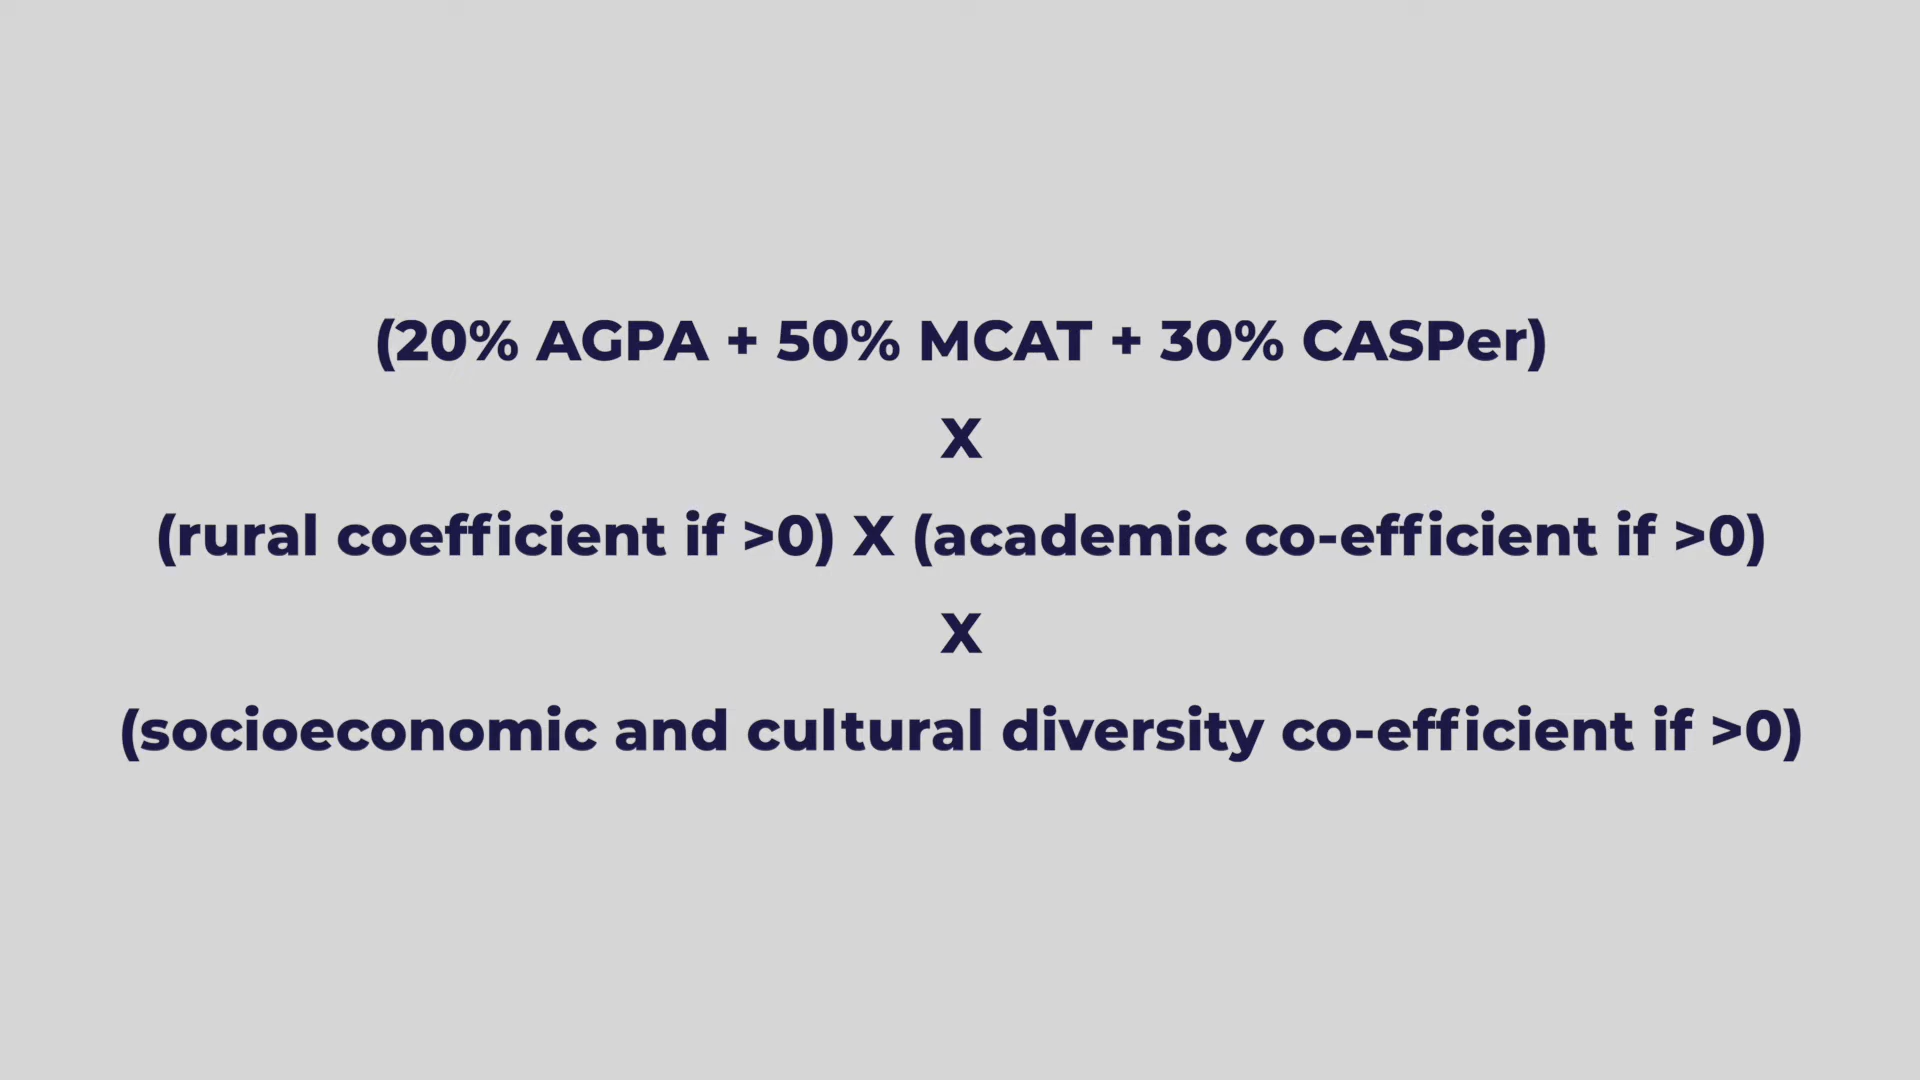 (20% AGPA + 50% MCAT + 30% CASPer)
X
(rural coefficient if >0) X (academic co-efficient if >0)
X
(socioeconomic and cultural diversity co-efficient if >0)